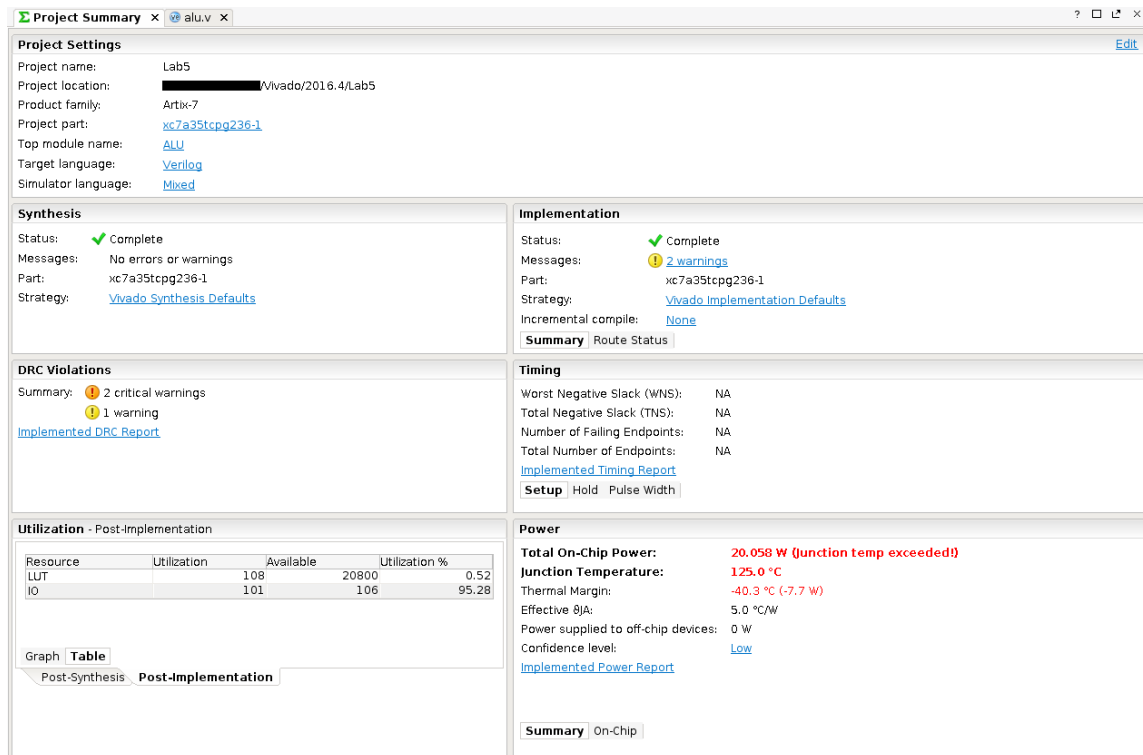 Project Summary × alu.v ×
? 
Project Settings Edit
Project name: Lab5
Project location: /Vivado/2016.4/Lab5
Product family: Artix-7
Project part: xc7a35tcpg236-1
Top module name: ALU
Target language: Verilog
Simulator language: Mixed
Synthesis
Status: Complete
Messages: No errors or warnings
Part: xc7a35tcpg236-1
Strategy: Vivado Synthesis Defaults
Implementation
Status: Complete
Messages: 2 warnings
Part: xc7a35tcpg236-1
Strategy: Vivado Implementation Defaults
Incremental compile: None
Summary Route Status
DRC Violations
Summary: 2 critical warnings
1 warning
Implemented DRC Report
Timing
Worst Negative Slack (WNS): NA
Total Negative Slack (TNS): NA
Number of Failing Endpoints: NA
Total Number of Endpoints: NA
Implemented Timing Report
Setup Hold Pulse Width
Utilization - Post-Implementation
Resource Utilization Available Utilization %
LUT 108 20800 0.52
IO 101 106 95.28
Graph Table
Post-Synthesis Post-Implementation
Power
Total On-Chip Power: 20.058 W (Junction temp exceeded!)
Junction Temperature: 125.0 °C
Thermal Margin: -40.3 °C (-7.7 W)
Effective ϑJA: 5.0 °C/W
Power supplied to off-chip devices: 0 W
Confidence level: Low
Implemented Power Report
Summary On-Chip